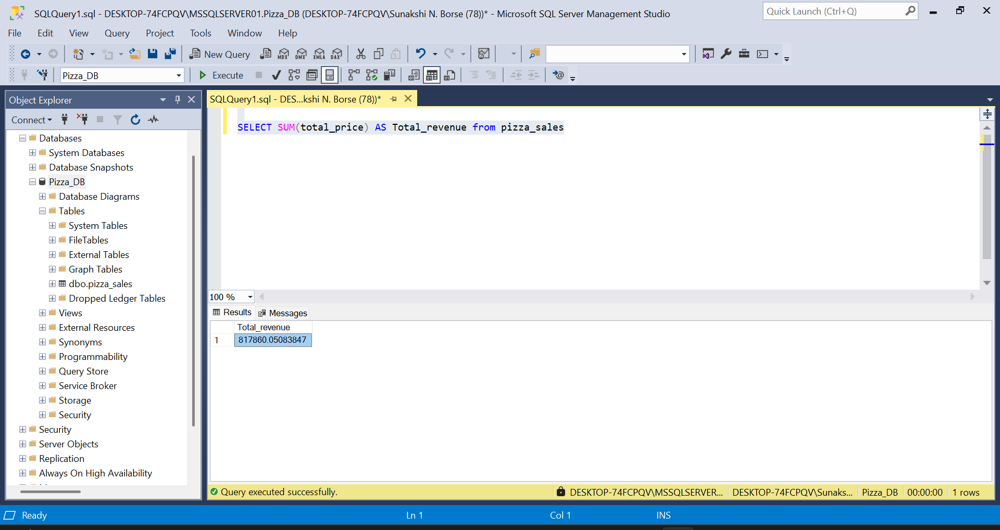 SQLQuery1.sql - DESKTOP-74FCPQV\MSSQLSERVER01.Pizza_DB (DESKTOP-74FCPQV\Sunakshi N. Borse (78))* - Microsoft SQL Server Management Studio
Quick Launch (Ctrl+Q)
File Edit View Query Project Tools Window Help
New Query MDX DMX XMLA DAX
Pizza_DB Execute
Object Explorer
SQLQuery1.sql - DES...kshi N. Borse (78))*
Connect
SELECT SUM(total_price) AS Total_revenue from pizza_sales
Databases
System Databases
Database Snapshots
Pizza_DB
Database Diagrams
Tables
System Tables
FileTables
External Tables
Graph Tables
dbo.pizza_sales
Dropped Ledger Tables
Views
External Resources
Synonyms
Programmability
Query Store
Service Broker
Storage
Security
Security
Server Objects
Replication
Always On High Availability
100 %
Results Messages
Total_revenue
1 817860.05083847
Query executed successfully. DESKTOP-74FCPQV\MSSQLSERVER... DESKTOP-74FCPQV\Sunaks... Pizza_DB 00:00:00 1 rows
Ready Ln 1 Col 1 INS